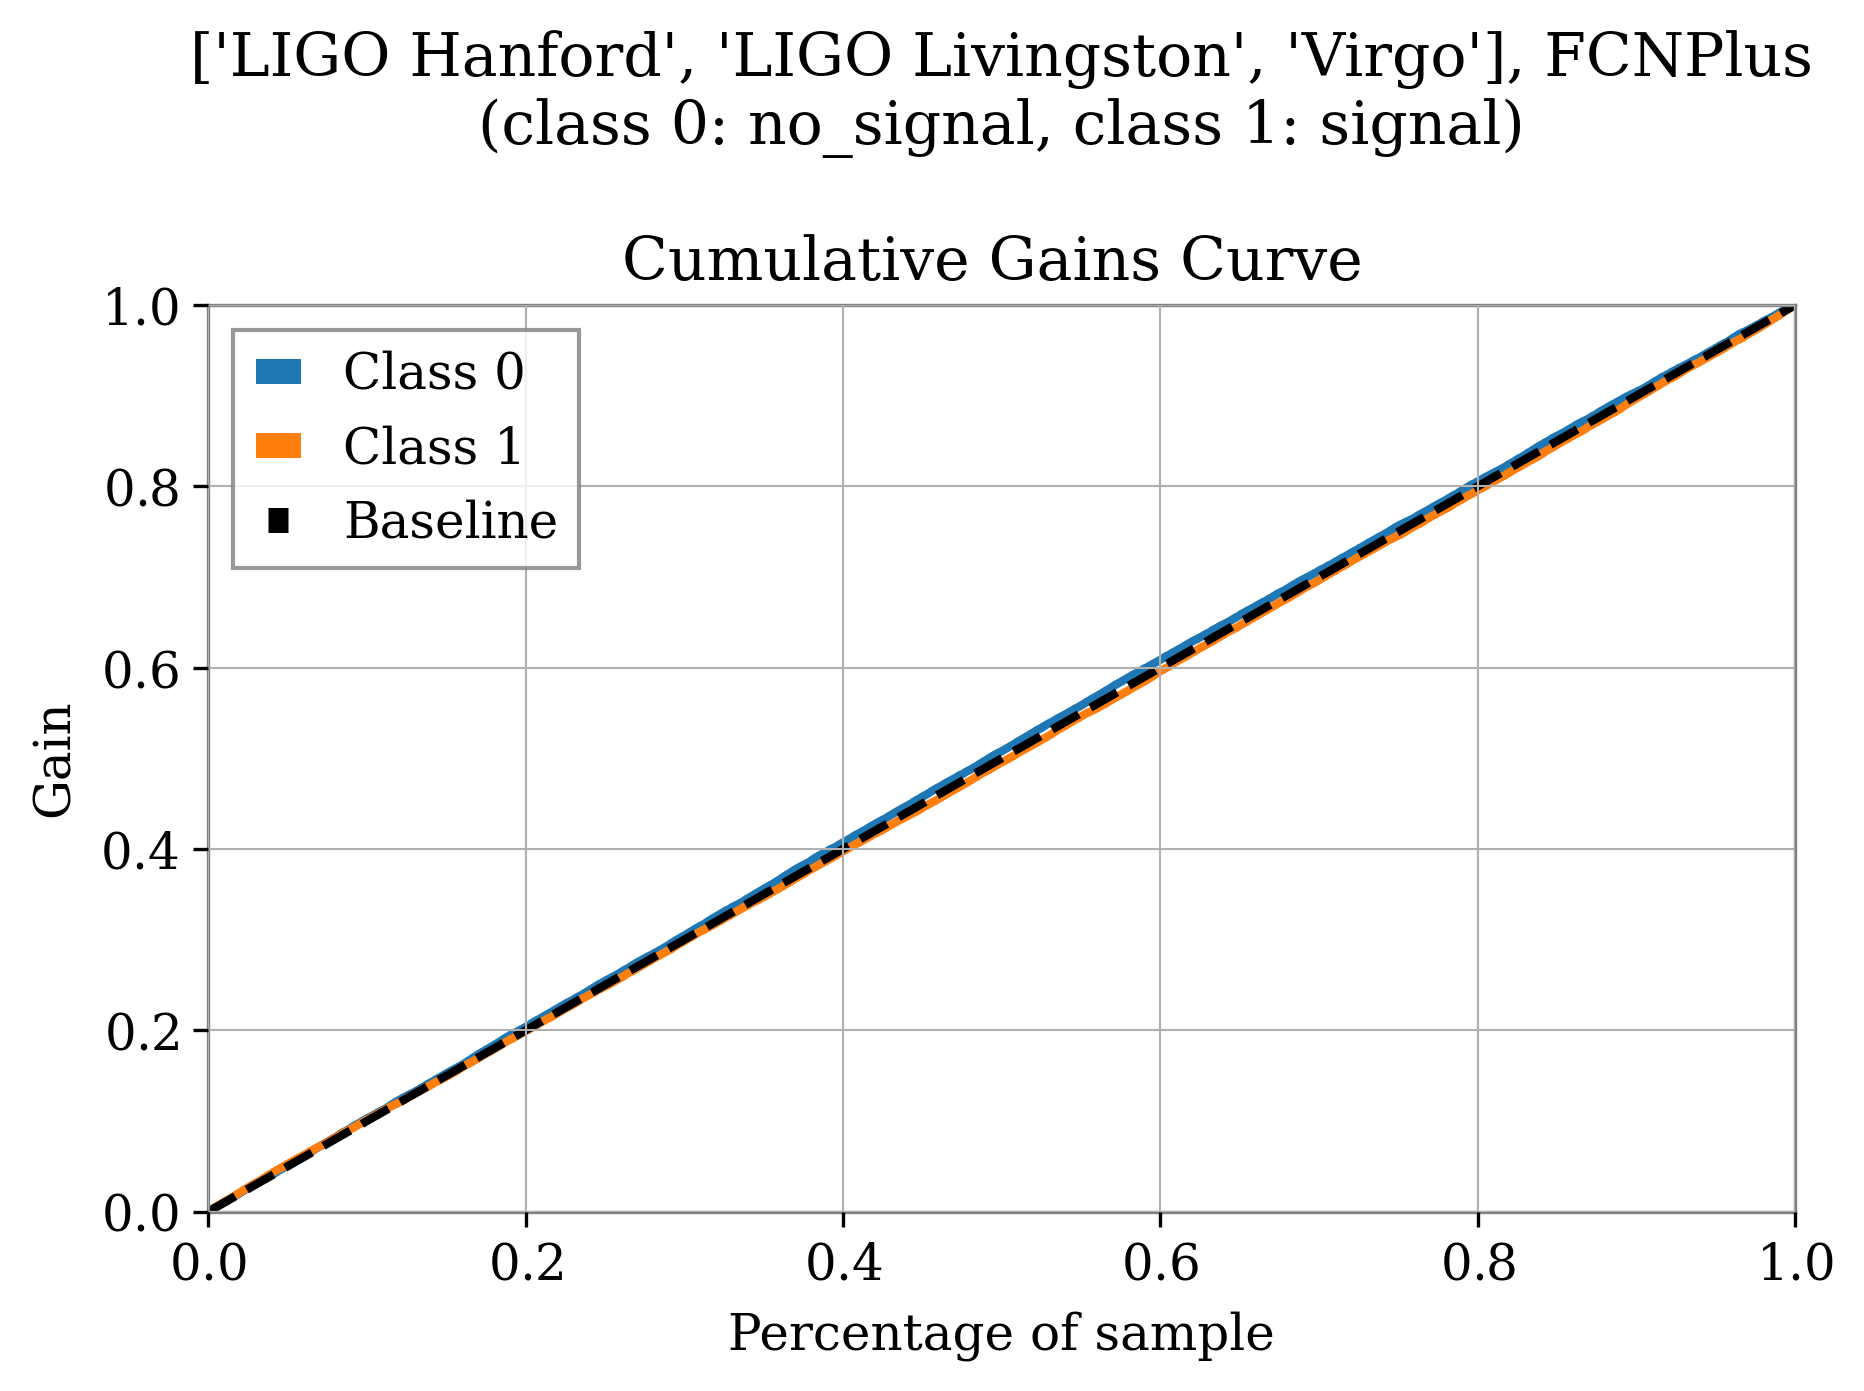 ['LIGO Hanford', 'LIGO Livingston', 'Virgo'], FCNPlus
(class 0: no_signal, class 1: signal)
Cumulative Gains Curve
Class 0
Class 1
Baseline
Gain
1.0
0.8
0.6
0.4
0.2
0.0
0.0 0.2 0.4 0.6 0.8 1.0
Percentage of sample